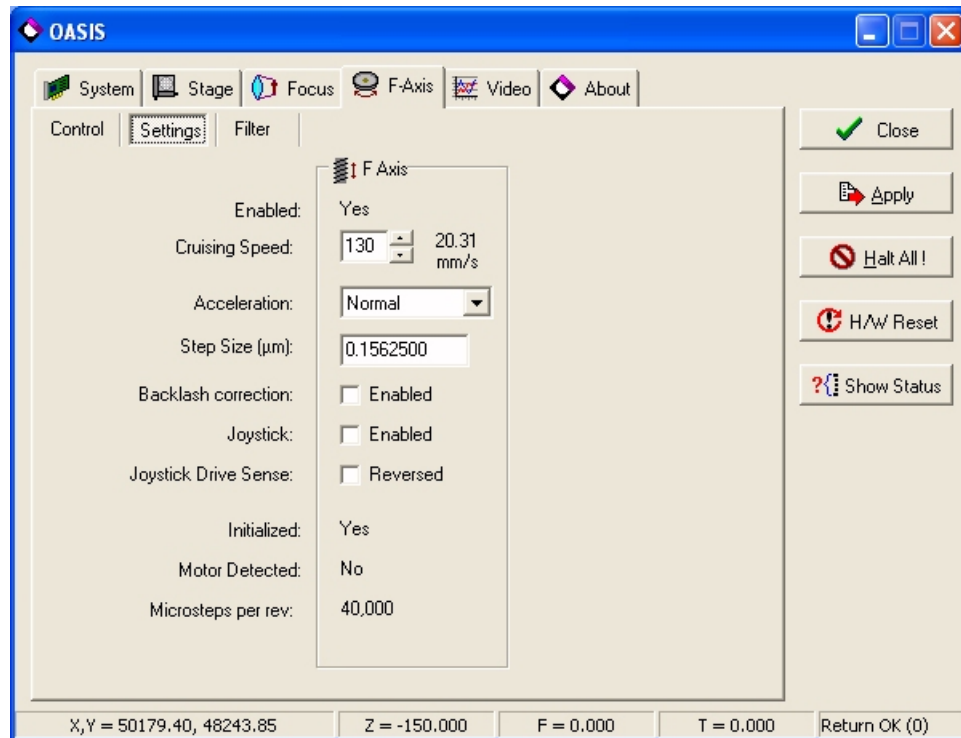 OASIS
System Stage Focus F-Axis Video About
Control Settings Filter
F Axis
Enabled: Yes
Cruising Speed: 130 20.31
mm/s
Acceleration: Normal
Step Size (µm): 0.1562500
Backlash correction: Enabled
Joystick: Enabled
Joystick Drive Sense: Reversed
Initialized: Yes
Motor Detected: No
Microsteps per rev: 40,000
Close
Apply
Halt All !
H/W Reset
?{ Show Status
X,Y = 50179.40, 48243.85 Z = -150.000 F = 0.000 T = 0.000 Return OK (0)